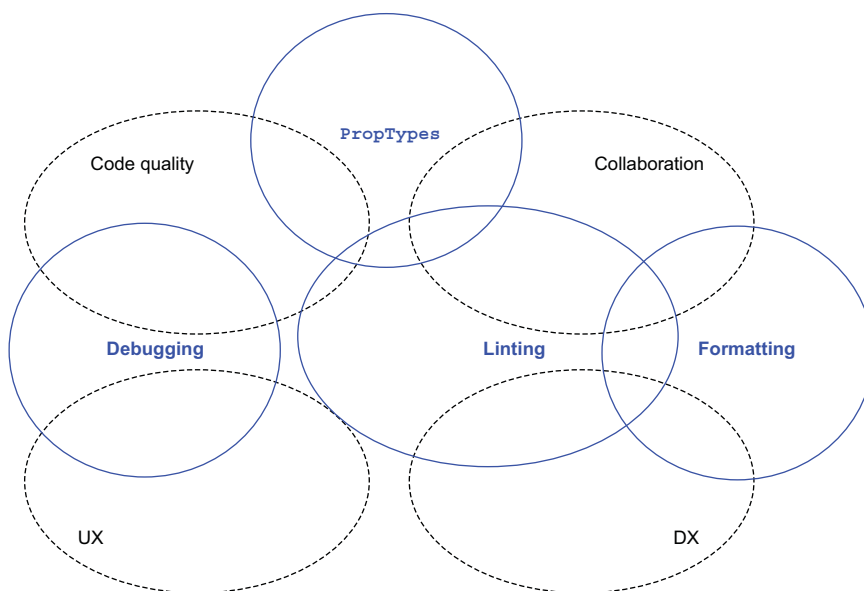 PropTypes
Code quality
Collaboration
Debugging
Linting
Formatting
UX
DX